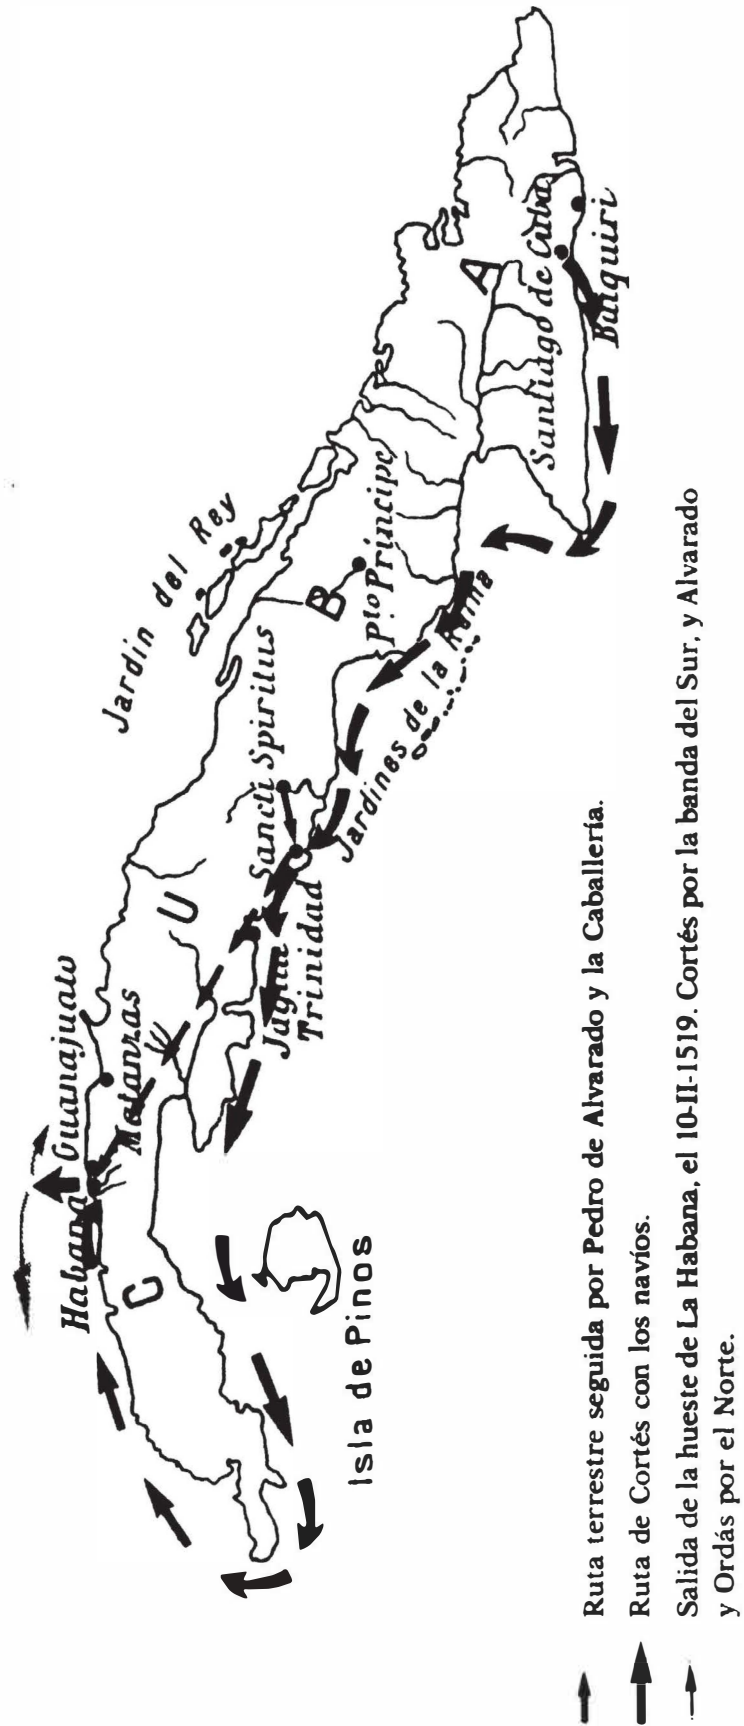 Jardin del Rey
Guanajuato
Habana
Matanzas
C
U
B
A
Sancti Spiritus
Pto Principe
Jagua
Trinidad
Jardines de la Reina
Santiago de Cuba
Baiquiri
Isla de Pinos
Ruta terrestre seguida por Pedro de Alvarado y la Caballería.
Ruta de Cortés con los navíos.
Salida de la hueste de La Habana, el 10-II-1519. Cortés por la banda del Sur, y Alvarado
y Ordás por el Norte.